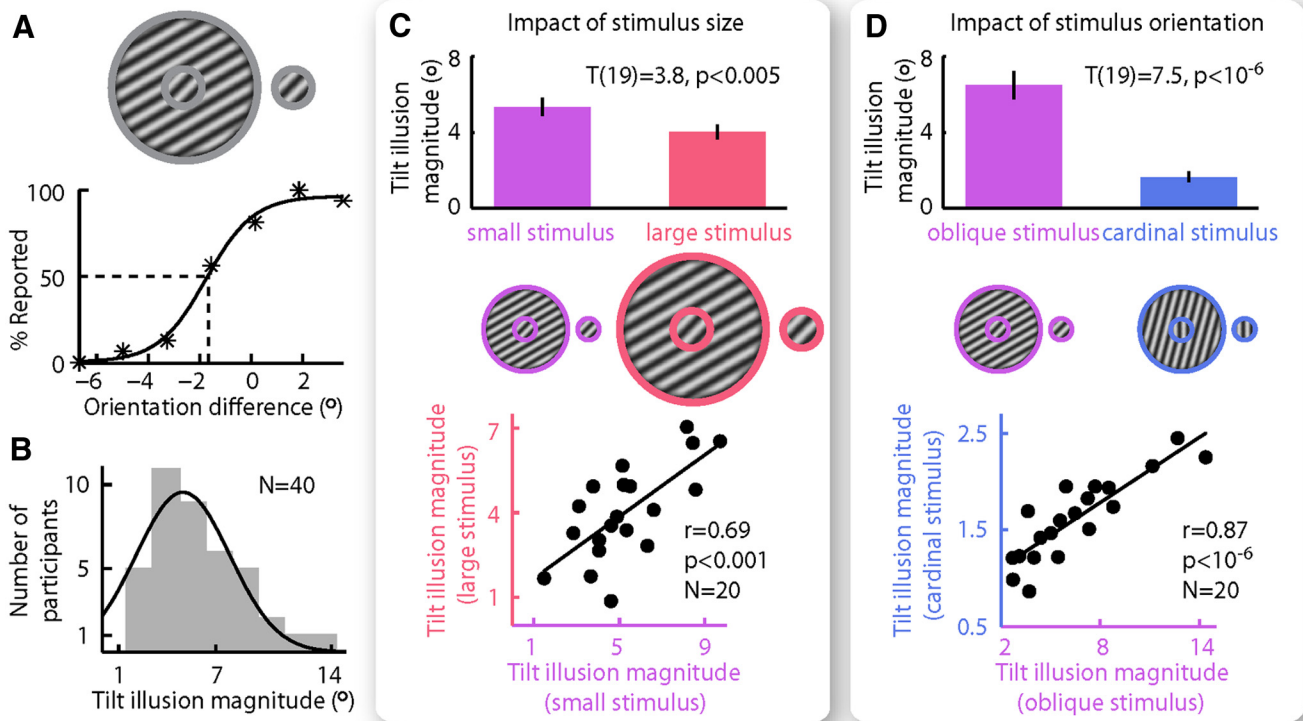 A
100
50
0
% Reported
−6 −4 −2 0 2
Orientation difference (º)
B
N=40
10
5
1
Number of
participants
1 7 14
Tilt illusion magnitude (º)
C
Impact of stimulus size
T(19)=3.8, p<0.005
8
4
0
Tilt illusion
magnitude (o)
small stimulus large stimulus
7
4
1
Tilt illusion magnitude
(large stimulus)
r=0.69
p<0.001
N=20
1 5 9
Tilt illusion magnitude
(small stimulus)
D
Impact of stimulus orientation
T(19)=7.5, p<10⁻⁶
8
4
0
Tilt illusion
magnitude (o)
oblique stimulus cardinal stimulus
2.5
1.5
0.5
Tilt illusion magnitude
(cardinal stimulus)
r=0.87
p<10⁻⁶
N=20
2 8 14
Tilt illusion magnitude
(oblique stimulus)